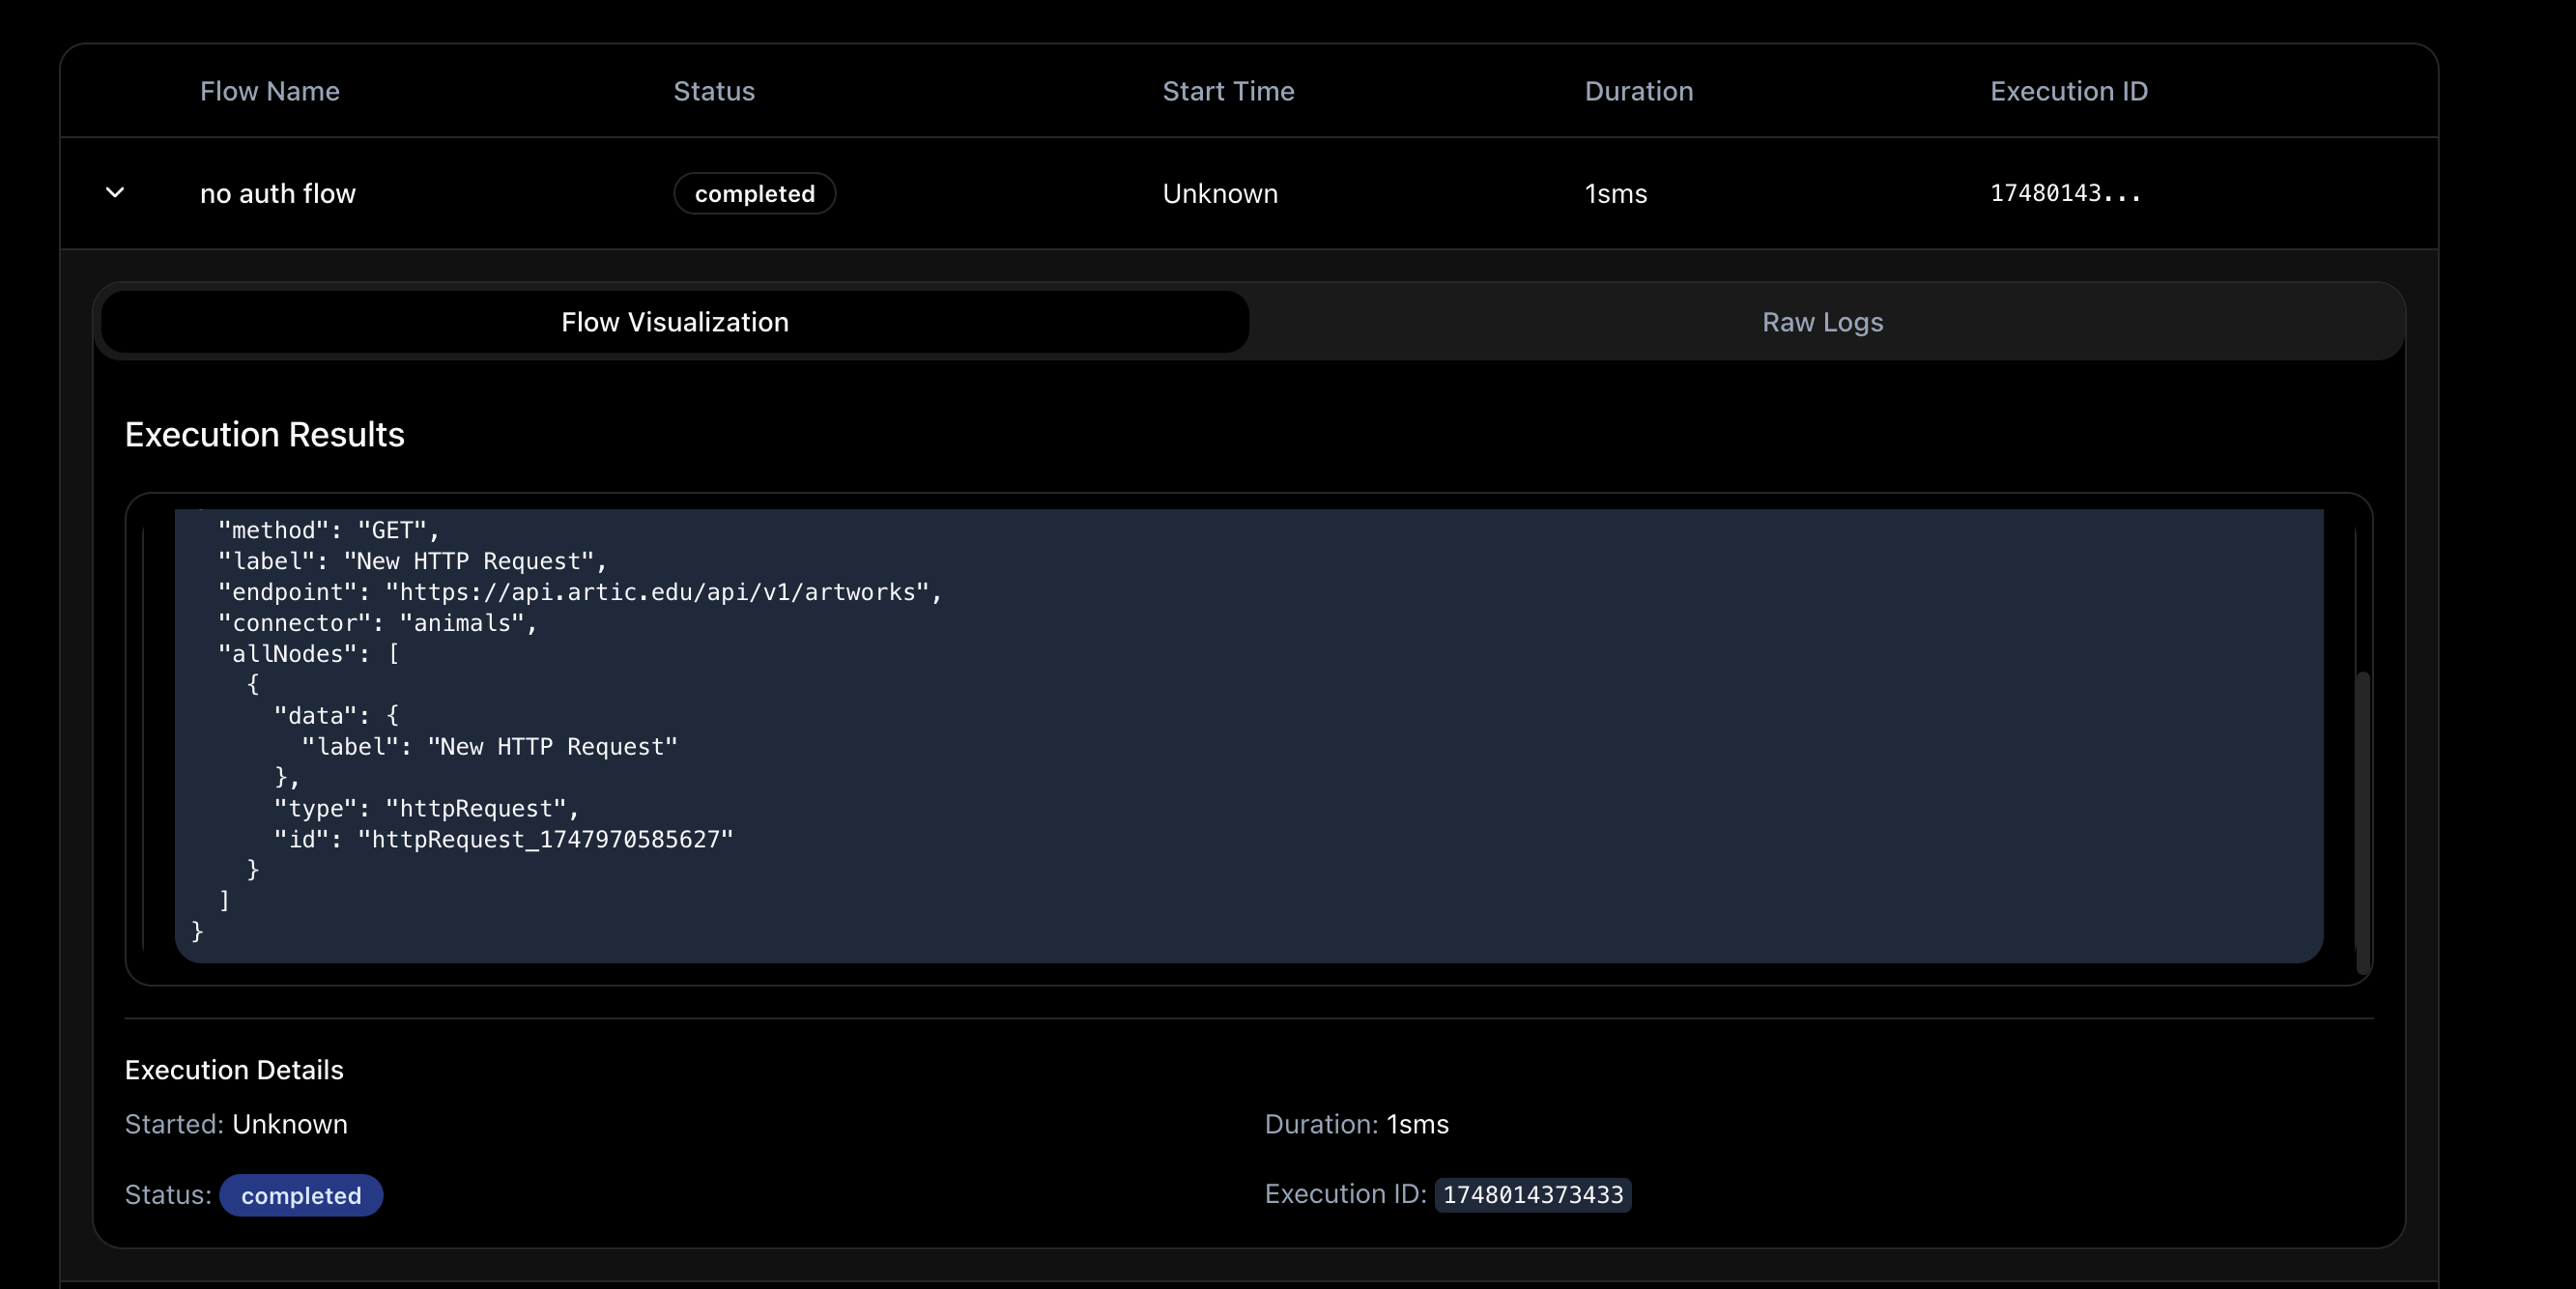 Flow Name Status Start Time Duration Execution ID
no auth flow completed Unknown 1sms 17480143...
Flow Visualization Raw Logs
Execution Results
"method": "GET",
"label": "New HTTP Request",
"endpoint": "https://api.artic.edu/api/v1/artworks",
"connector": "animals",
"allNodes": [
{
"data": {
"label": "New HTTP Request"
},
"type": "httpRequest",
"id": "httpRequest_1747970585627"
}
]
}
Execution Details
Started: Unknown Duration: 1sms
Status: completed Execution ID: 1748014373433